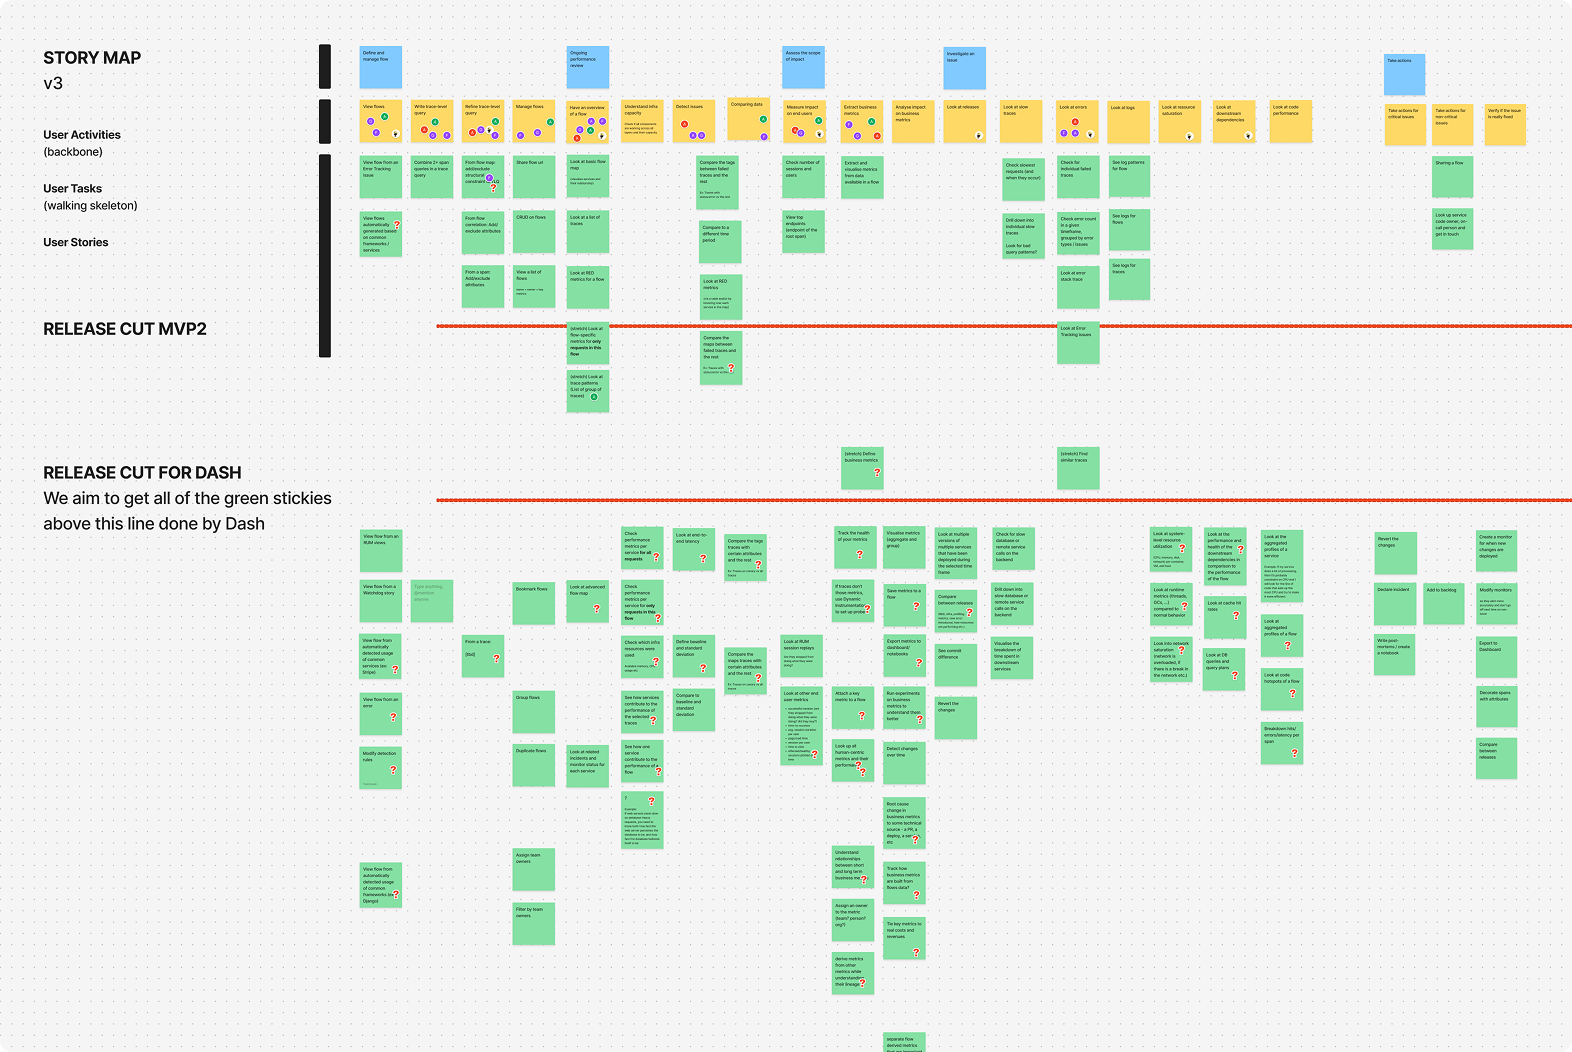 STORY MAP
v3
User Activities
(backbone)
User Tasks
(walking skeleton)
User Stories
RELEASE CUT MVP2
RELEASE CUT FOR DASH
We aim to get all of the green stickies
above this line done by Dash
Define and
manage flow
Ongoing
performance
review
Assess the scope
of impact
Investigate an
issue
Take actions
View flows
Write trace-level
query
Refine trace-level
query
Manage flows
Have an overview
of a flow
Understand infra
capacity
Detect issues
Comparing data
Measure impact
on end users
Extract business
metrics
Analyse impact
on business
metrics
Look at releases
Look at slow
traces
Look at errors
Look at logs
Look at resource
saturation
Look at
downstream
dependencies
Look at code
performance
Take actions for
critical issues
Take actions for
non-critical
issues
Verify if the issue
is really fixed
View flow from an
Error Tracking
Issue
Combine 2+ span
queries in a trace
query
From flow map:
add/exclude
structural
Share flow url
Look at basic flow
map
Compare the tags
between failed
traces and the
rest
Check number of
sessions and
users
Extract and
visualise metrics
from data
available in a flow
Check slowest
requests (and
when they occur)
Check for
individual failed
traces
See log patterns
for flow
Sharing a flow
View flows
automatically
generated based
on common
frameworks /
services
From flow
correlation: Add/
exclude attributes
CRUD on flows
Look at a list of
traces
Compare to a
different time
period
View top
endpoints
(endpoint of the
root span)
Drill down into
individual slow
traces
Look for bad
query patterns?
Check error count
in a given
timeframe,
grouped by error
types / issues
See logs for
flows
Look up service
code owner, on-
call person and
get in touch
From a span:
Add/exclude
attributes
View a list of
flows
Look at RED
metrics for a flow
Look at RED
metrics
Look at error
stack trace
See logs for
traces
(stretch) Look at
flow-specific
metrics for only
requests in this
flow
Compare the
maps between
failed traces and
the rest
Look at Error
Tracking Issues
(stretch) Look at
trace patterns
(List of group of
traces)
(stretch) Define
business metrics
(stretch) Find
similar traces
View flow from an
RUM views
Check
performance
metrics per
service for all
requests
Look at end-to-
end latency
Compare the tags
traces with
certain attributes
and the rest
Track the health
of your metrics
Visualise metrics
(aggregate and
group)
Look at multiple
versions of
multiple services
that have been
deployed during
the selected time
frame
Check for slow
database or
remote service
calls on the
backend
Look at system-
level resource
utilization
Look at the
performance and
health of the
downstream
dependencies in
comparison to the
performance of
the flow
Look at the
aggregated
profiles of a
service
Revert the
changes
Create a monitor
for when new
changes are
deployed
View flow from a
Watchdog story
Type anything,
@mention
anyone
Bookmark flows
Look at advanced
flow map
Check
performance
metrics per
service for only
requests in this
flow
If traces don't
those metrics,
use Dynamic
Instrumentation
to set up probe
Save metrics to a
flow
Compare
between releases
Drill down into
slow database or
remote service
calls on the
backend
Look at runtime
metrics (threads,
GCs, ...)
compared to
normal behavior
Look at cache hit
rates
Look at
aggregated
profiles of a flow
Declare incident
Add to backlog
Modify monitors
View flow from
automatically
detected usage
of common
services (ex:
Stripe)
From a trace:
[tbd]
Check which infra
resources were
used
Define baseline
and standard
deviation
Compare the
maps traces with
certain attributes
and the rest
Look at RUM
session replays
Export metrics to
dashboard/
notebooks
See commit
difference
Visualise the
breakdown of
time spent in
downstream
services
Look into network
saturation
(network is
overloaded, if
there is a break in
the network etc.)
Look at DB
queries and
query plans
Look at code
hotspots of a flow
Write post-
mortems / create
a notebook
Export to
Dashboard
View flow from an
error
Group flows
See how services
contribute to the
performance of
the selected
traces
Compare to
baseline and
standard
deviation
Look at other end
user metrics
Attach a key
metric to a flow
Run experiments
on business
metrics to
understand them
better
Revert the
changes
Breakdown hits/
errors/latency per
span
Decorate spans
with attributes
Modify detection
rules
Duplicate flows
Look at related
incidents and
monitor status for
each service
See how one
service
contribute to the
performance of a
flow
Look up all
human-centric
metrics and their
Detect changes
over time
Compare
between
releases
Root cause
change in
business metrics
to some technical
source - a PR, a
etc
View flow from
automatically
detected usage
of common
frameworks
Django)
Assign team
owners
Understand
relationships
between short
and long term
business
Track how
business metrics
are built from
flows data?
Filter by team
owners
Assign an owner
to the metric
(team? person?
org?)
Tie key metrics to
real costs and
revenues
derive metrics
from other
metrics while
understanding
their lineage
separate flow
derived metrics